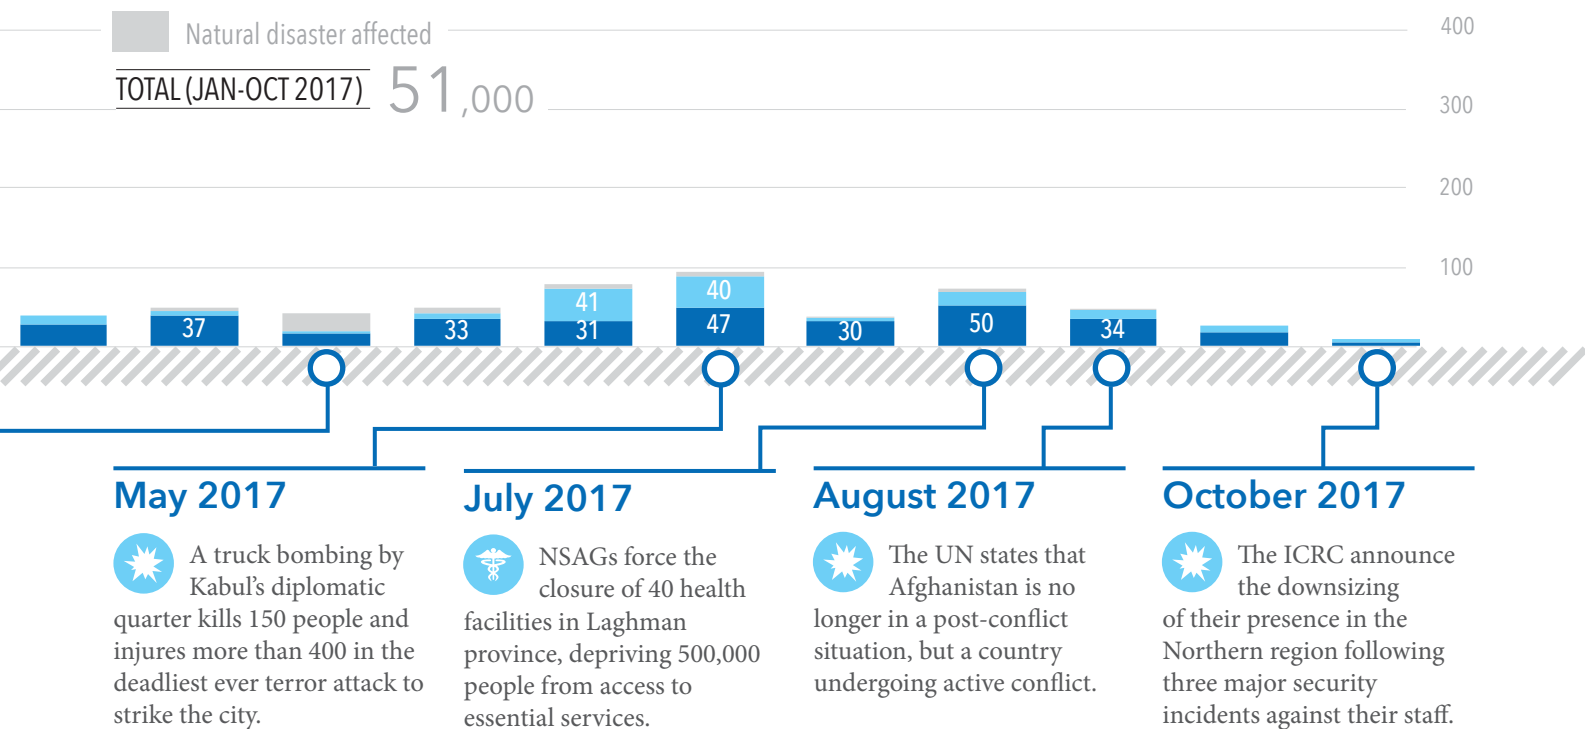 Natural disaster affected
TOTAL (JAN-OCT 2017) 51,000
400
300
200
100
37
33
41
31
40
47
30
50
34
May 2017
A truck bombing by
Kabul’s diplomatic
quarter kills 150 people and
injures more than 400 in the
deadliest ever terror attack to
strike the city.
July 2017
NSAGs force the
closure of 40 health
facilities in Laghman
province, depriving 500,000
people from access to
essential services.
August 2017
The UN states that
Afghanistan is no
longer in a post-conflict
situation, but a country
undergoing active conflict.
October 2017
The ICRC announce
the downsizing
of their presence in the
Northern region following
three major security
incidents against their staff.